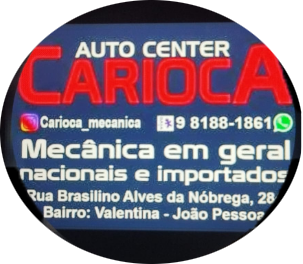 AUTO CENTER
CARIOCA
Carioca_mecanica 9 8188-1861
Mecânica em geral
nacionais e importados
Rua Brasilino Alves da Nóbrega, 28
Bairro: Valentina - João Pessoa